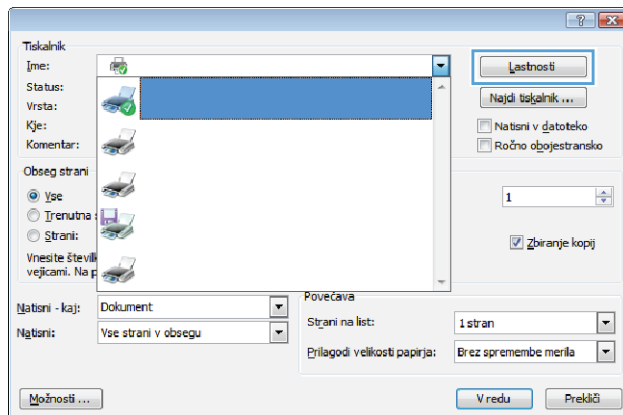 Tiskalnik
Ime:
Lastnosti
Status:
Najdi tiskalnik ...
Vrsta:
Kje:
Natisni v datoteko
Komentar:
Ročno obojestransko
Obseg strani
Vse
1
Trenutna
Strani:
Zbiranje kopij
Vnesite števil
vejicami. Na p
Povečava
Natisni - kaj:
Dokument
Strani na list:
1 stran
Natisni:
Vse strani v obsegu
Prilagodi velikosti papirja:
Brez spremembe merila
Možnosti ...
V redu
Prekliči